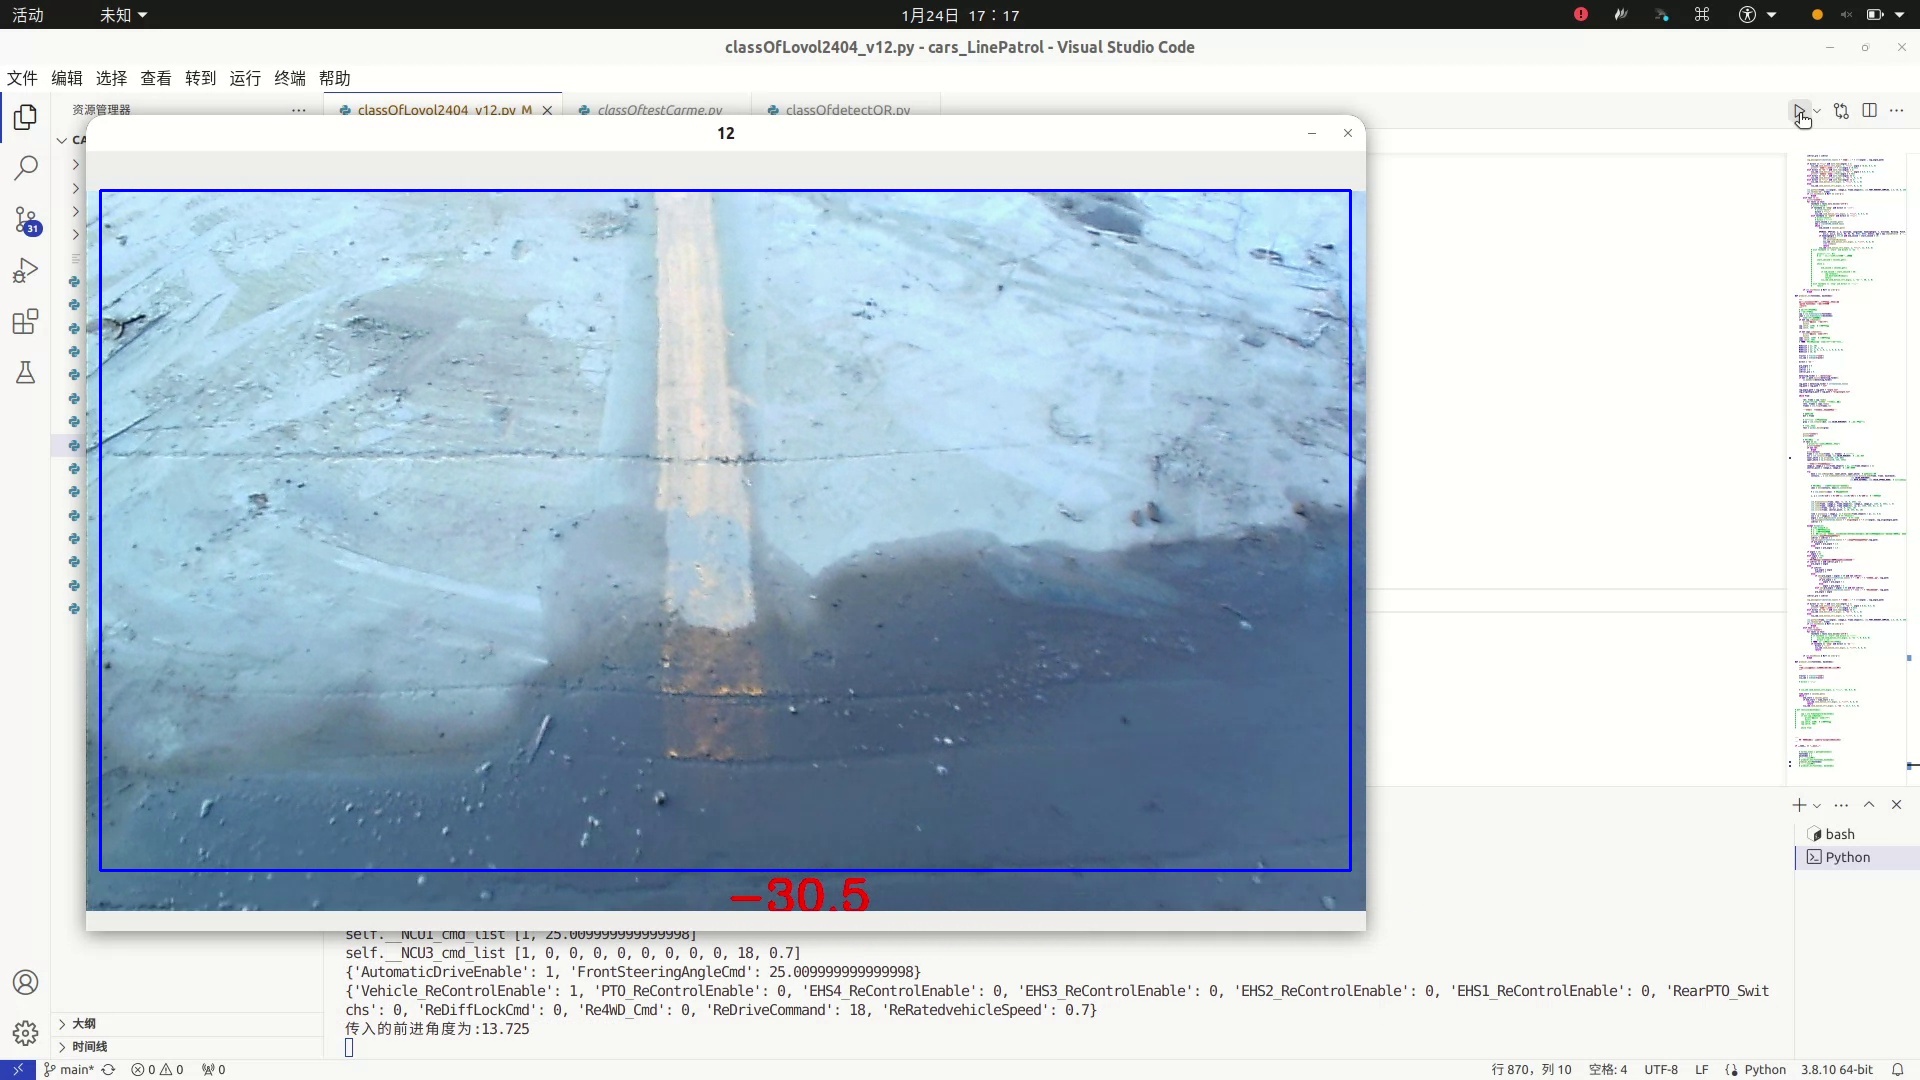 活动
未知
1月24日 17：17
classOfLovol2404_v12.py - cars_LinePatrol - Visual Studio Code
文件 编辑 选择 查看 转到 运行 终端 帮助
资源管理器
classOfLovol2404_v12.py M
classOftestCarme.py
classOfdetectQR.py
CA
12
31
-30.5
bash
Python
self.__NCU1_cmd_list [1, 25.009999999999998]
self.__NCU3_cmd_list [1, 0, 0, 0, 0, 0, 0, 0, 0, 18, 0.7]
{'AutomaticDriveEnable': 1, 'FrontSteeringAngleCmd': 25.009999999999998}
{'Vehicle_ReControlEnable': 1, 'PTO_ReControlEnable': 0, 'EHS4_ReControlEnable': 0, 'EHS3_ReControlEnable': 0, 'EHS2_ReControlEnable': 0, 'EHS1_ReControlEnable': 0, 'RearPTO_Swit
chs': 0, 'ReDiffLockCmd': 0, 'Re4WD_Cmd': 0, 'ReDriveCommand': 18, 'ReRatedvehicleSpeed': 0.7}
传入的前进角度为:13.725
大纲
时间线
main* 0 0 0
行 870，列 10 空格: 4 UTF-8 LF Python 3.8.10 64-bit